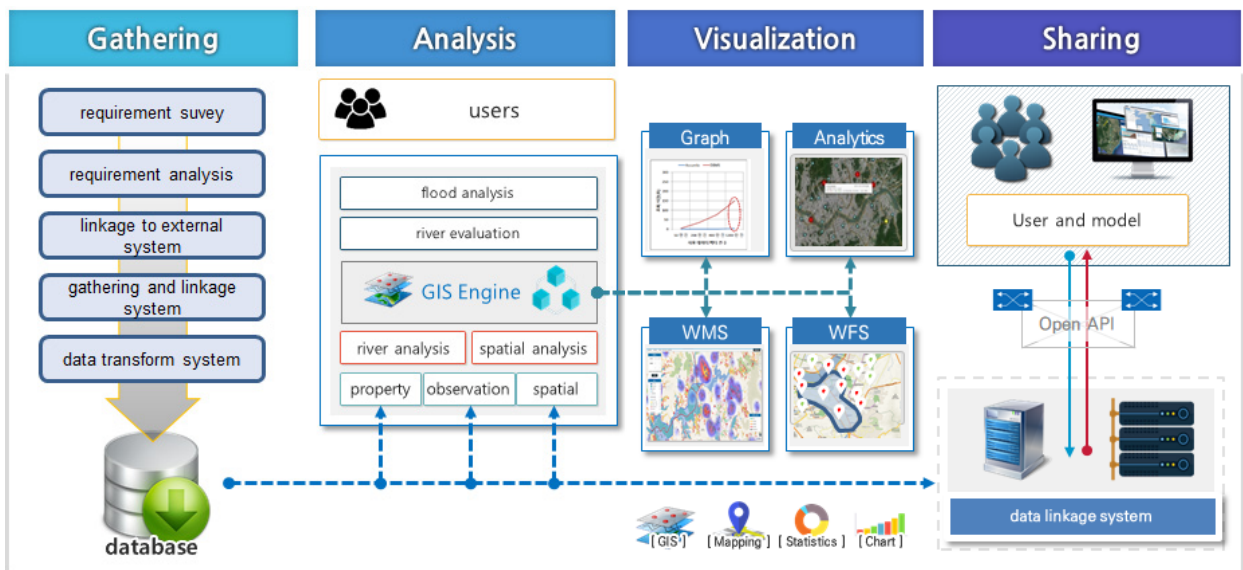 Gathering
Analysis
Visualization
Sharing
requirement suvey
requirement analysis
linkage to external
system
gathering and linkage
system
data transform system
database
users
flood analysis
river evaluation
GIS Engine
river analysis
spatial analysis
property
observation
spatial
Graph
Analytics
WMS
WFS
[ GIS ]
[ Mapping ]
[ Statistics ]
[ Chart ]
User and model
Open API
data linkage system